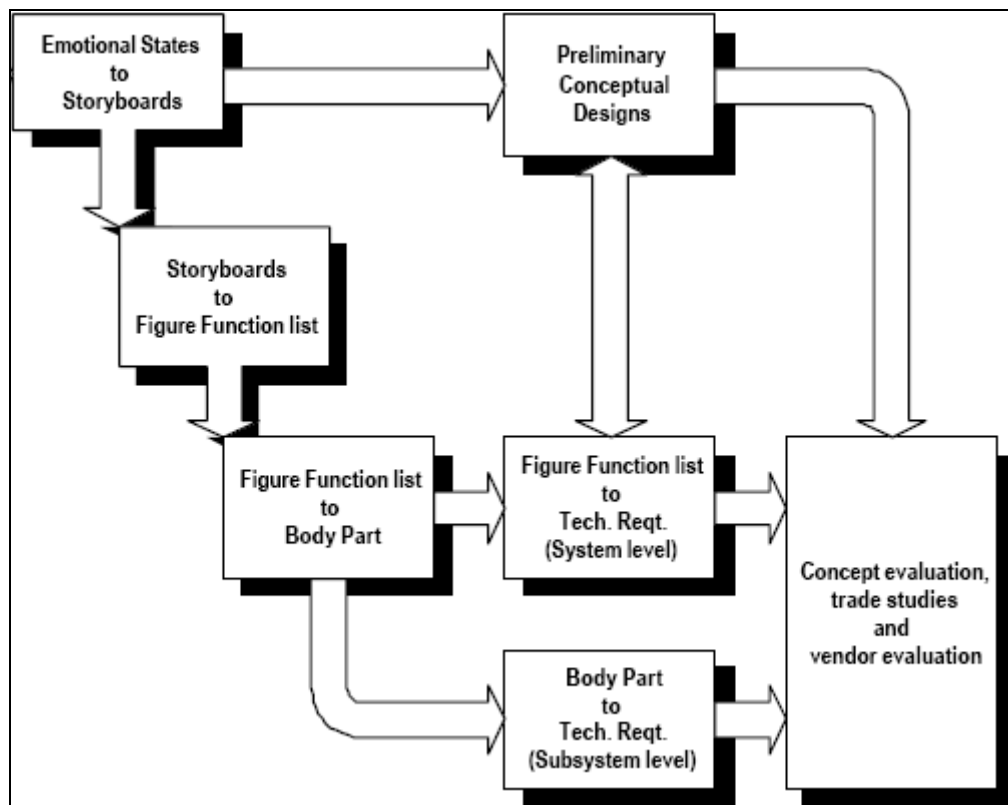 Emotional States
to
Storyboards
Preliminary
Conceptual
Designs
Storyboards
to
Figure Function list
Figure Function list
to
Body Part
Figure Function list
to
Tech. Reqt.
(System level)
Concept evaluation,
trade studies
and
vendor evaluation
Body Part
to
Tech. Reqt.
(Subsystem level)